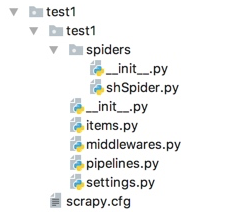 test1
test1
spiders
__init__.py
shSpider.py
__init__.py
items.py
middlewares.py
pipelines.py
settings.py
scrapy.cfg